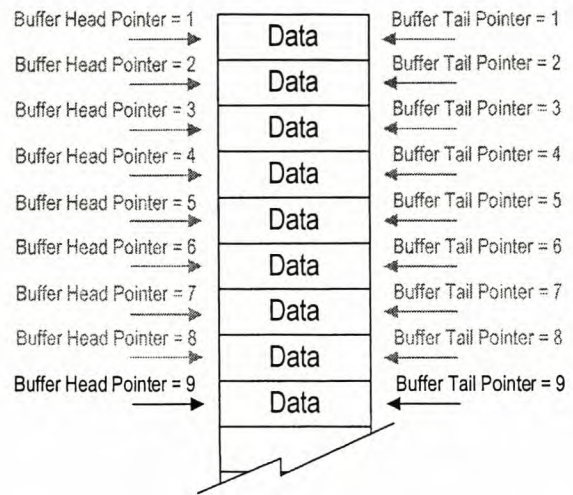 Buffer Head Pointer = 1 Data Buffer Tail Pointer = 1
Buffer Head Pointer = 2 Data Buffer Tail Pointer = 2
Buffer Head Pointer = 3 Data Buffer Tail Pointer = 3
Buffer Head Pointer = 4 Data Buffer Tail Pointer = 4
Buffer Head Pointer = 5 Data Buffer Tail Pointer = 5
Buffer Head Pointer = 6 Data Buffer Tail Pointer = 6
Buffer Head Pointer = 7 Data Buffer Tail Pointer = 7
Buffer Head Pointer = 8 Data Buffer Tail Pointer = 8
Buffer Head Pointer = 9 Data Buffer Tail Pointer = 9